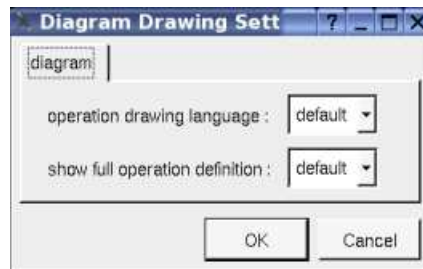 Diagram Drawing Sett
diagram
operation drawing language : default
show full operation definition : default
OK Cancel